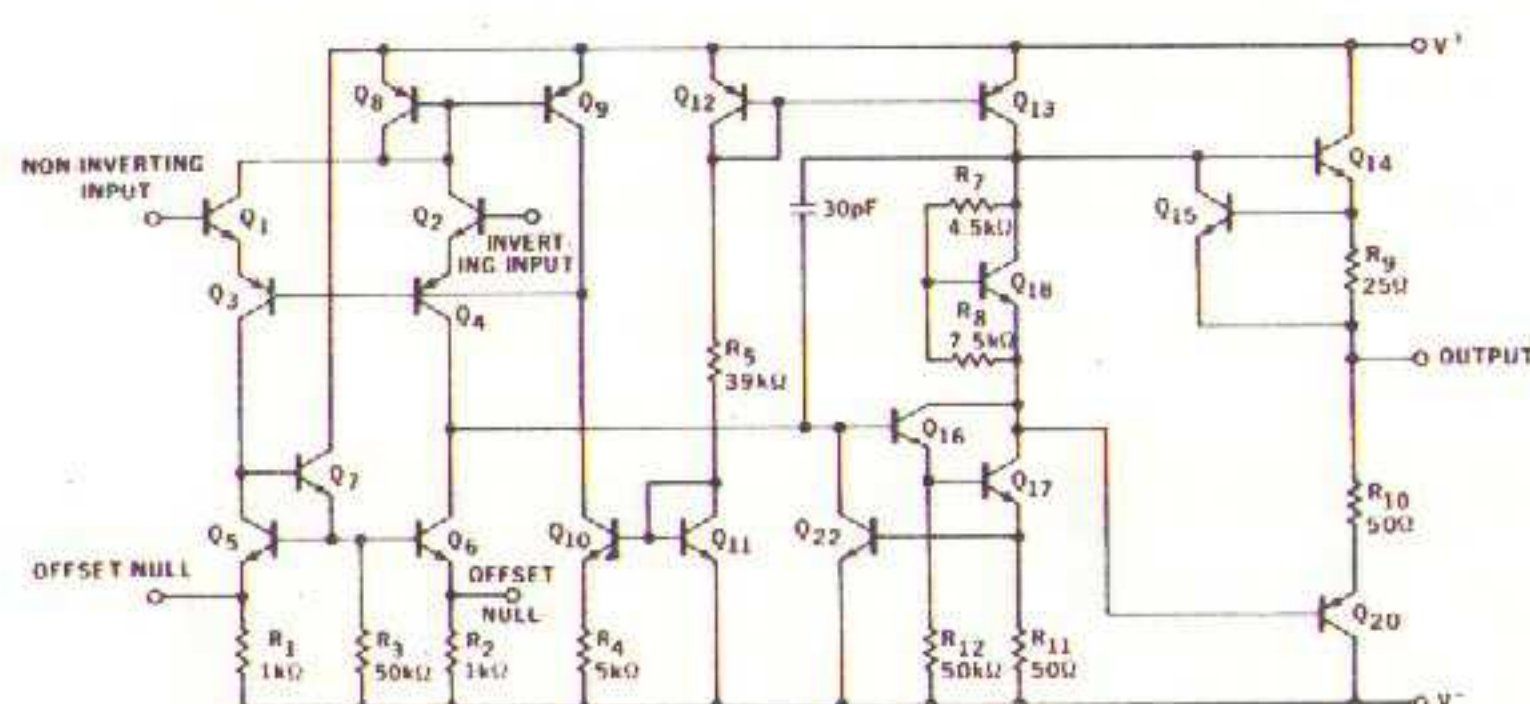 V+
Q8
Q9
Q12
Q13
NON INVERTING
INPUT
Q14
Q1
Q2
INVERT-
ING INPUT
30pF
R7
4.5kΩ
Q15
Q3
Q4
Q18
R9
25Ω
R8
7.5kΩ
R5
39kΩ
OUTPUT
Q16
Q7
Q17
R10
50Ω
Q5
Q6
Q10
Q11
Q22
OFFSET NULL
OFFSET
NULL
Q20
R1
1kΩ
R3
50kΩ
R2
1kΩ
R4
5kΩ
R12
50kΩ
R11
50Ω
V-